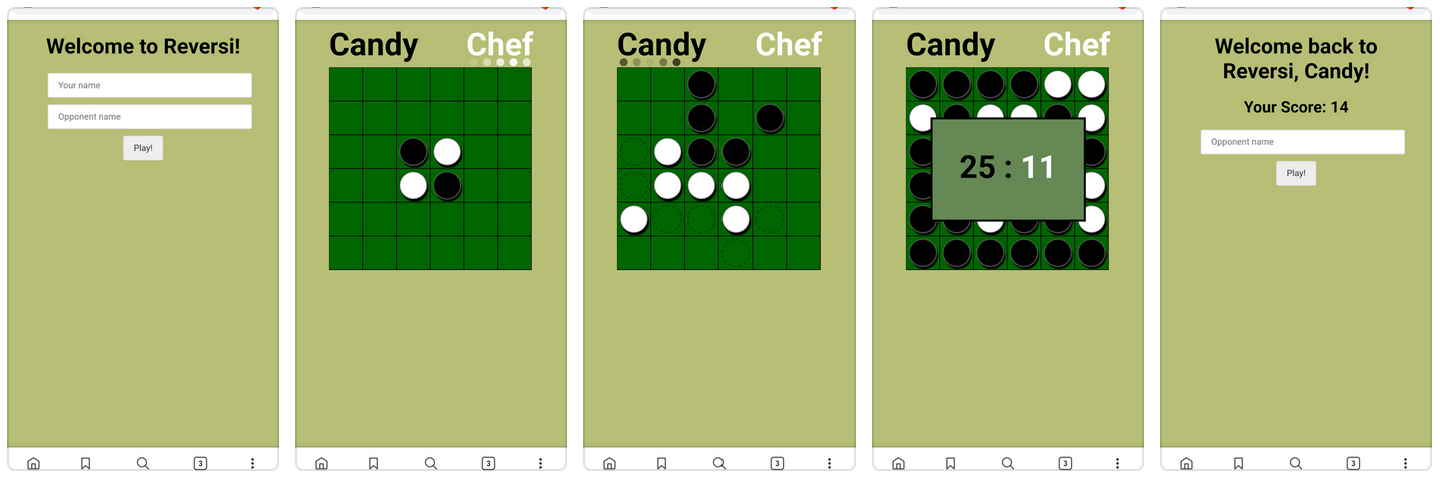 Welcome to Reversi!
Your name
Opponent name
Play!
3
Candy Chef
3
Candy Chef
3
Candy Chef
25 : 11
3
Welcome back to
Reversi, Candy!
Your Score: 14
Opponent name
Play!
3